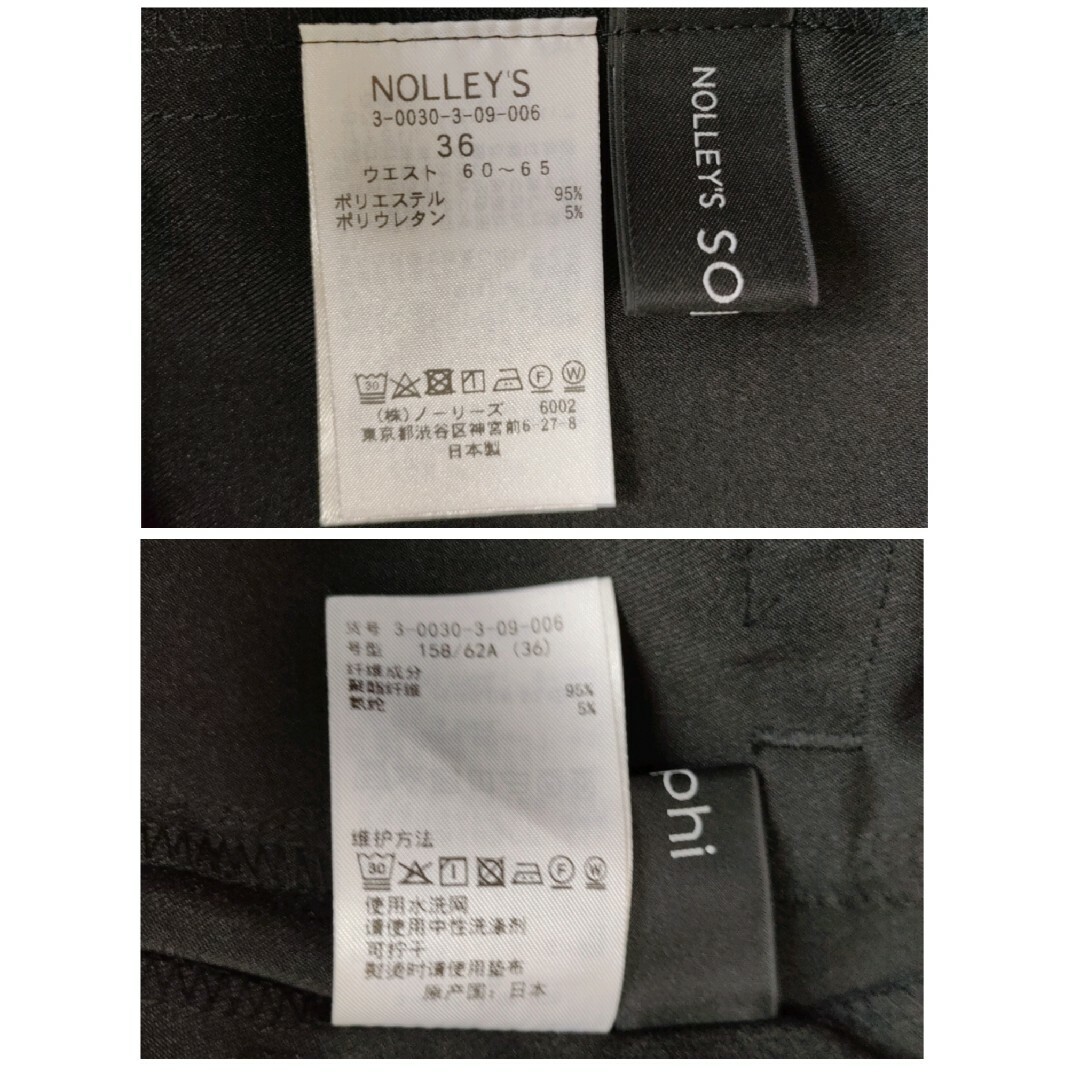 NOLLEY'S
3-0030-3-09-006
36
ウエスト 60～65
ポリエステル 95%
ポリウレタン 5%
30
F W
(株)ノーリーズ 6002
東京都渋谷区神宮前6-27-8
日本製
NOLLEY'S so
货号 3-0030-3-09-006
号型 158/62A (36)
纤维成分
聚酯纤维 95%
氨纶 5%
维护方法
30
F W
使用水洗网
请使用中性洗涤剂
可拧干
熨烫时请使用垫布
原产国：日本
phi